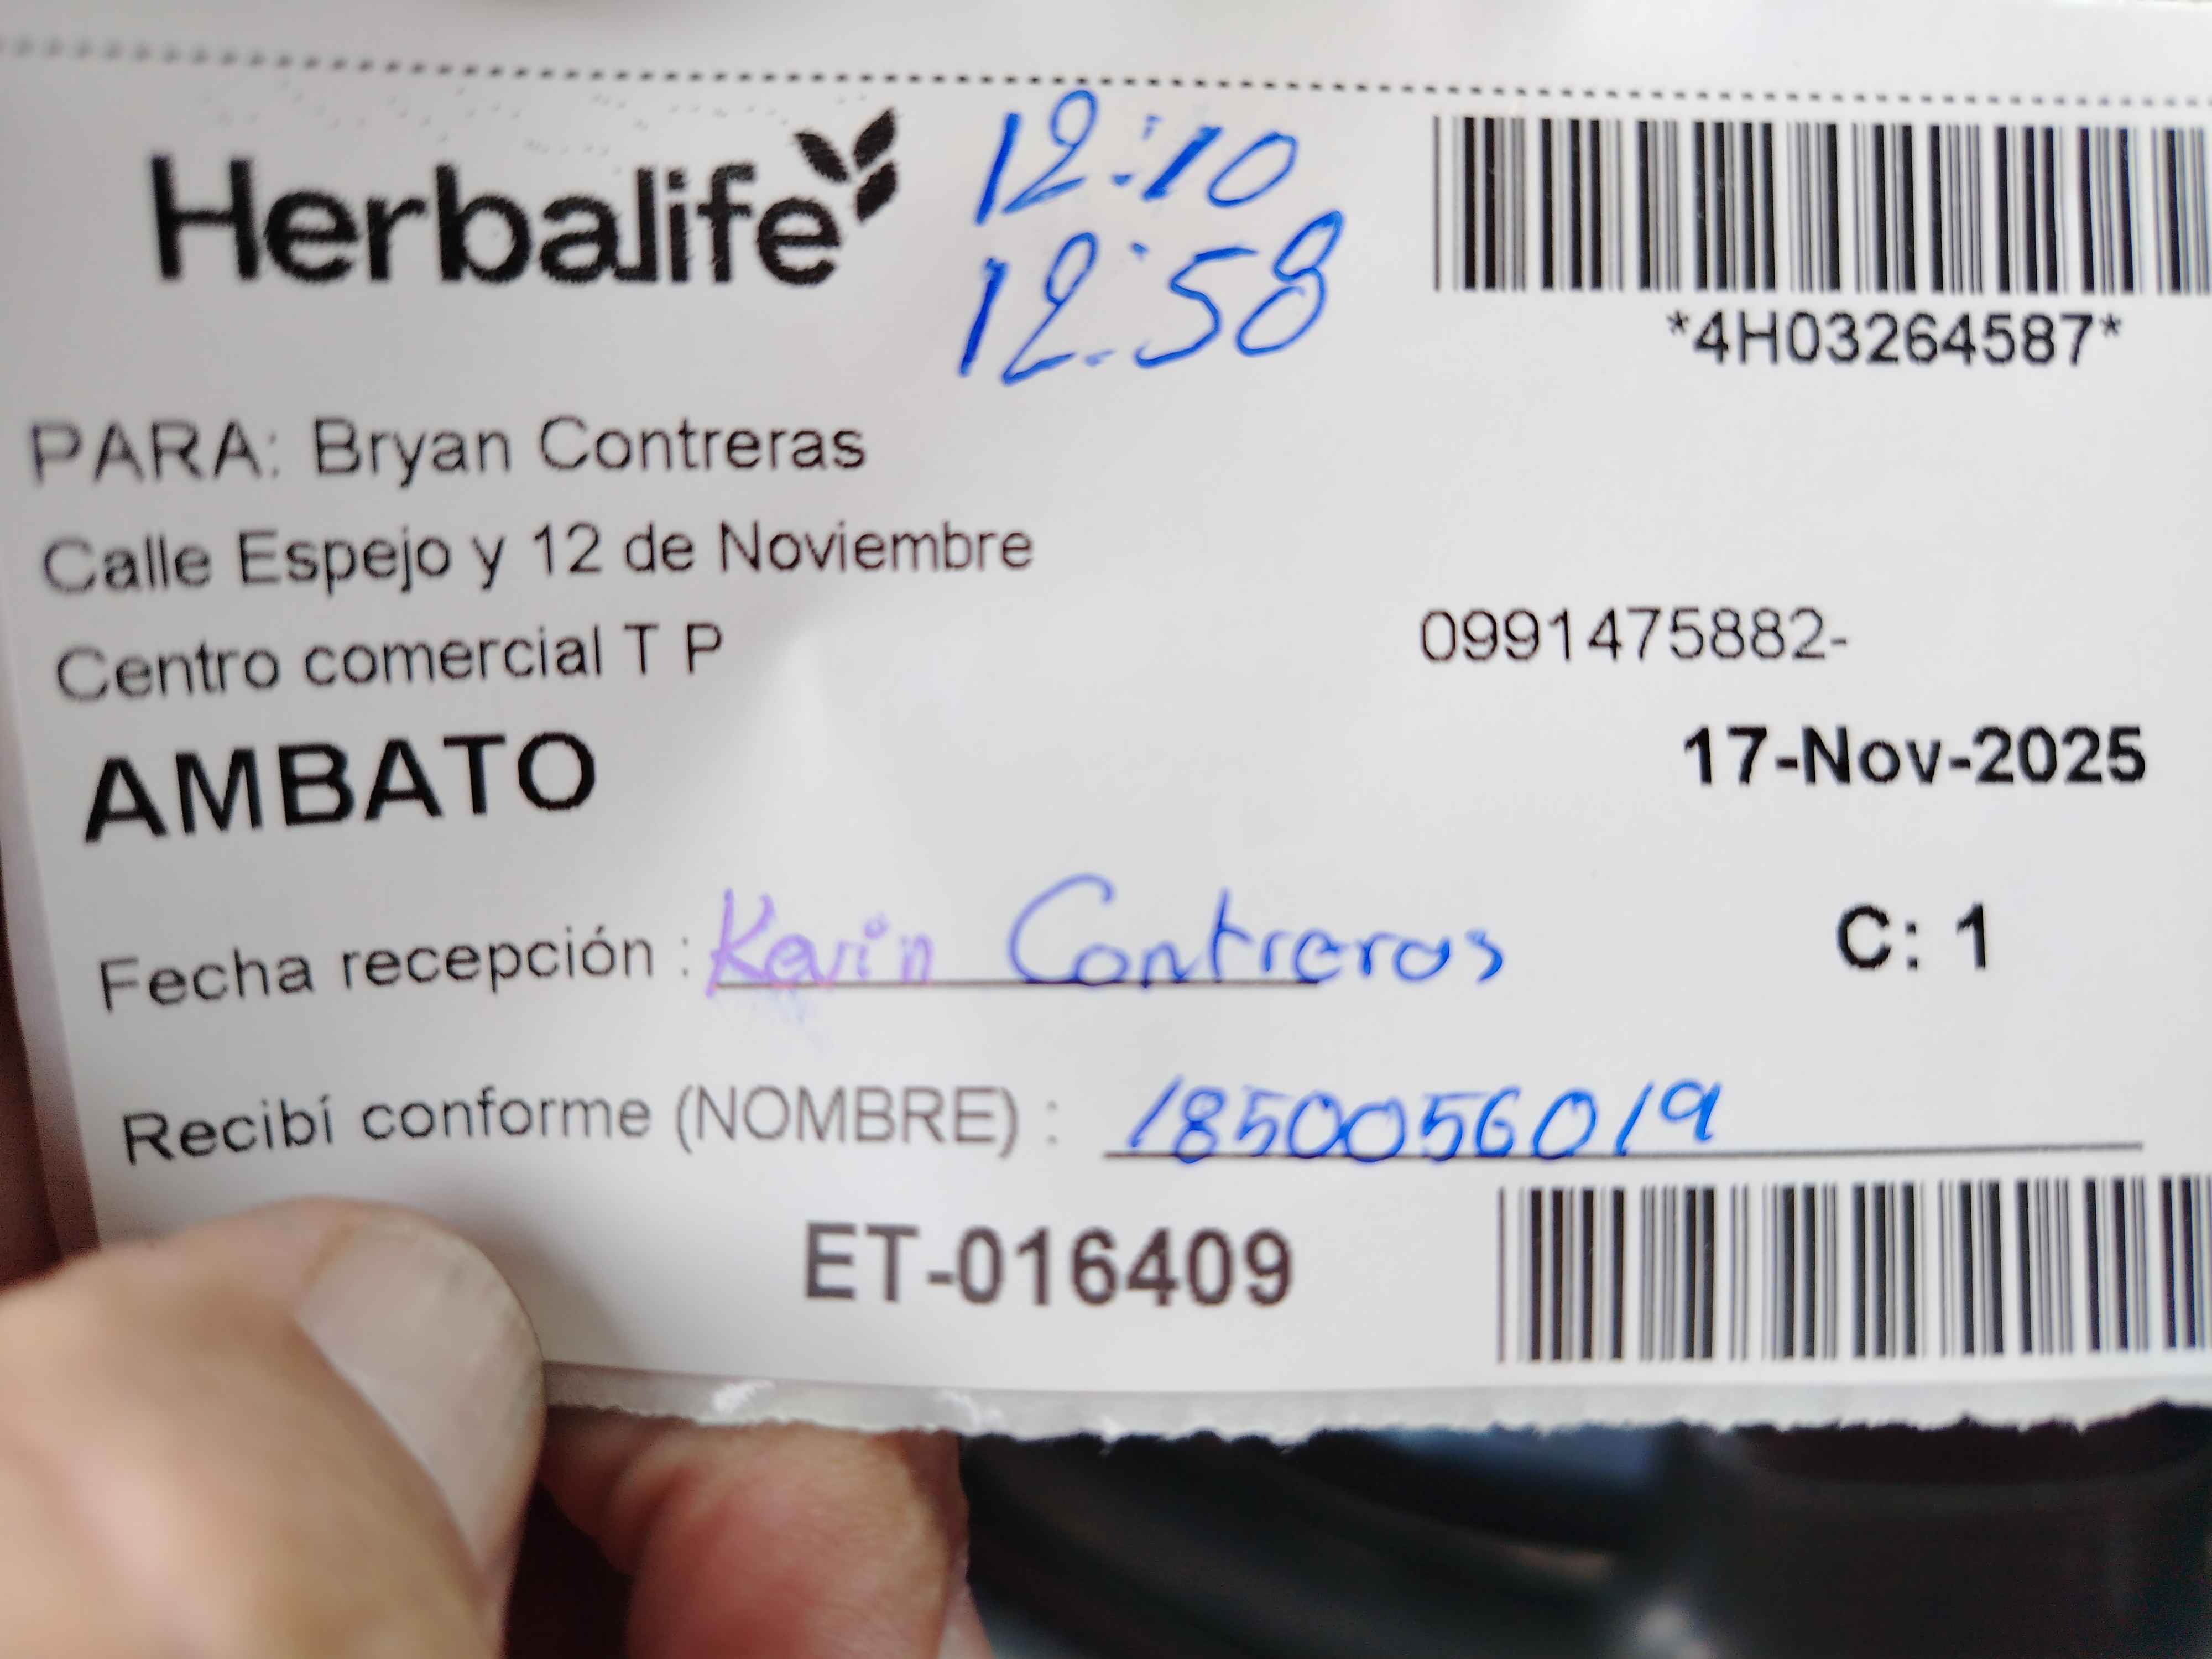 Herbalife
12:10
12:58
*4H03264587*
PARA: Bryan Contreras
Calle Espejo y 12 de Noviembre
Centro comercial T P
0991475882-
AMBATO
17-Nov-2025
Fecha recepción : Kevin Contreras
C: 1
Recibí conforme (NOMBRE) : 1850056019
ET-016409